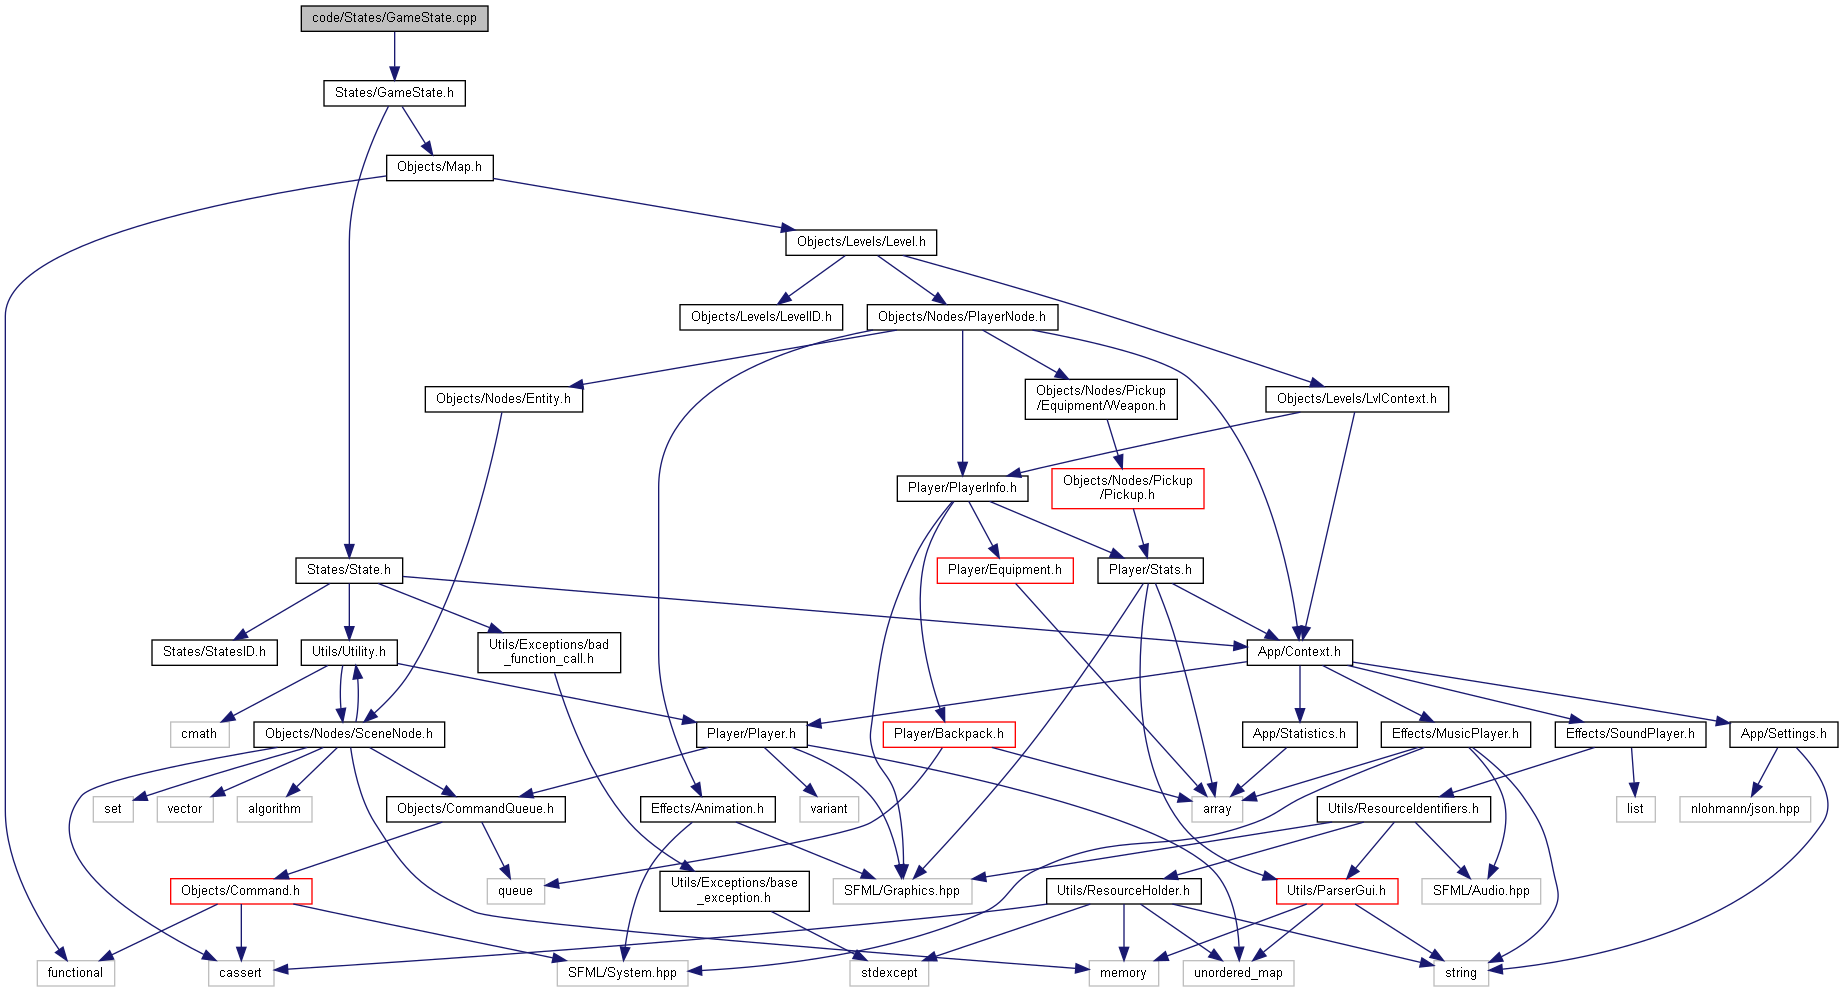 code/States/GameState.cpp
States/GameState.h
Objects/Map.h
Objects/Levels/Level.h
Objects/Levels/LevelID.h
Objects/Nodes/PlayerNode.h
Objects/Nodes/Entity.h
Objects/Nodes/Pickup
/Equipment/Weapon.h
Objects/Levels/LvlContext.h
Player/PlayerInfo.h
Objects/Nodes/Pickup
/Pickup.h
States/State.h
Player/Equipment.h
Player/Stats.h
States/StatesID.h
Utils/Utility.h
Utils/Exceptions/bad
_function_call.h
App/Context.h
cmath
Objects/Nodes/SceneNode.h
Player/Player.h
Player/Backpack.h
App/Statistics.h
Effects/MusicPlayer.h
Effects/SoundPlayer.h
App/Settings.h
set
vector
algorithm
Objects/CommandQueue.h
Effects/Animation.h
variant
array
Utils/ResourceIdentifiers.h
list
nlohmann/json.hpp
Objects/Command.h
queue
Utils/Exceptions/base
_exception.h
SFML/Graphics.hpp
Utils/ResourceHolder.h
Utils/ParserGui.h
SFML/Audio.hpp
functional
cassert
SFML/System.hpp
stdexcept
memory
unordered_map
string